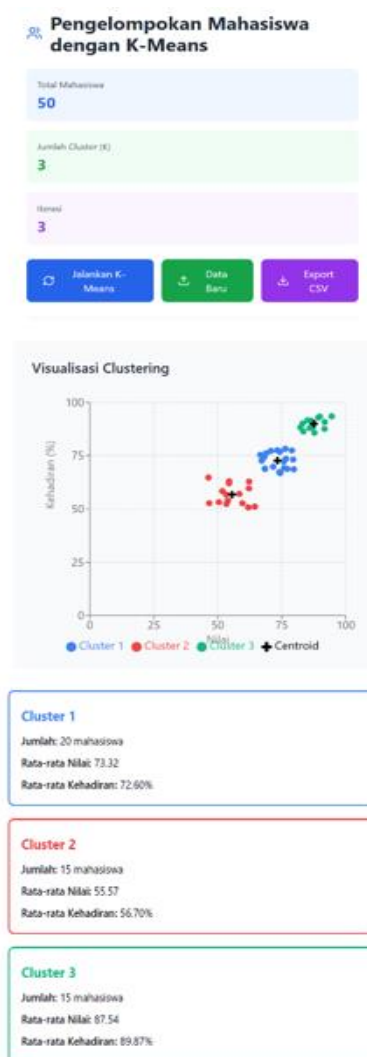 Pengelompokan Mahasiswa
dengan K-Means
Total Mahasiswa
50
Jumlah Cluster (K)
3
Iterasi
3
Jalankan K-
Means
Data
Baru
Export
CSV
Visualisasi Clustering
Kehadiran (%)
100
75
50
25
0
0 25 50 75 100
Nilai
Cluster 1 Cluster 2 Cluster 3 Centroid
Cluster 1
Jumlah: 20 mahasiswa
Rata-rata Nilai: 73.32
Rata-rata Kehadiran: 72.60%
Cluster 2
Jumlah: 15 mahasiswa
Rata-rata Nilai: 55.57
Rata-rata Kehadiran: 56.70%
Cluster 3
Jumlah: 15 mahasiswa
Rata-rata Nilai: 87.54
Rata-rata Kehadiran: 89.87%